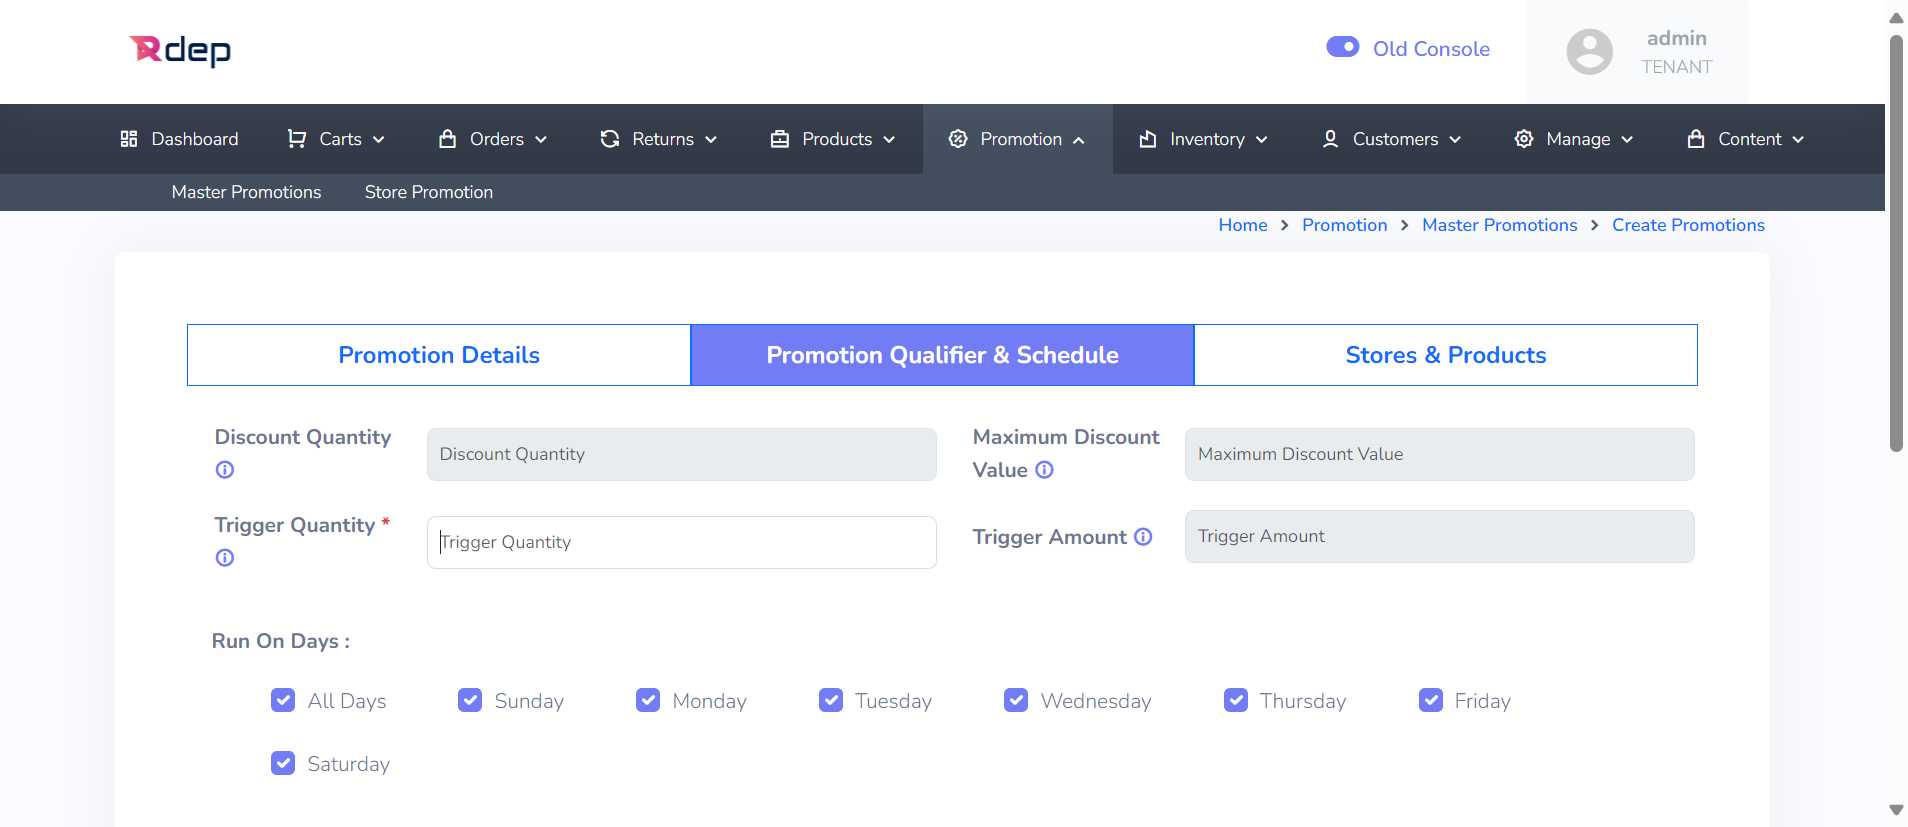 Rdep
Old Console
admin
TENANT
Dashboard Carts Orders Returns Products Promotion Inventory Customers Manage Content
Master Promotions Store Promotion
Home > Promotion > Master Promotions > Create Promotions
Promotion Details Promotion Qualifier & Schedule Stores & Products
Discount Quantity
Discount Quantity
Maximum Discount
Value
Maximum Discount Value
Trigger Quantity *
Trigger Quantity
Trigger Amount
Trigger Amount
Run On Days :
All Days Sunday Monday Tuesday Wednesday Thursday Friday
Saturday